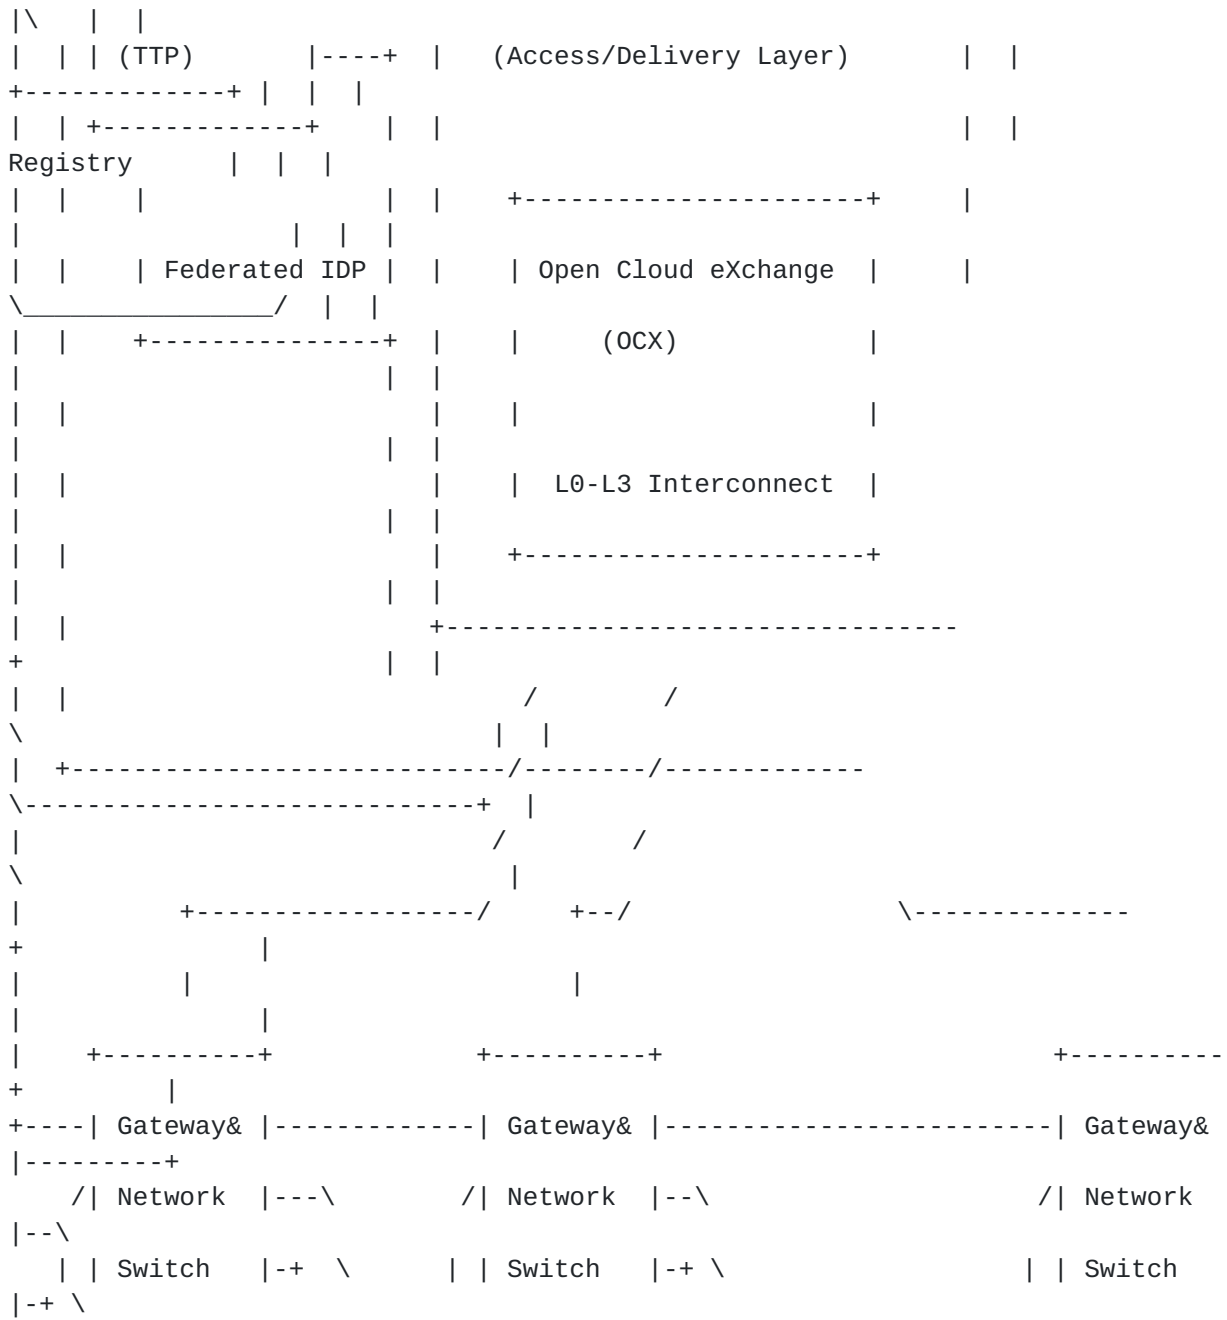 |\   |  |
|  | | (TTP)       |----+  |   (Access/Delivery Layer)       |  |
+-------------+ |  |  |
|  | +-------------+    |  |                                 |  |
Registry      |  |  |
|  |    |               |  |    +----------------------+     |
|                 |  |  |
|  |    | Federated IDP |  |    | Open Cloud eXchange  |     |
\________________/  |  |
|  |    +---------------+  |    |     (OCX)            |
|                       |  |
|  |                       |    |                      |
|                       |  |
|  |                       |    |  L0-L3 Interconnect  |
|                       |  |
|  |                       |    +----------------------+
|                       |  |
|  |                       +---------------------------------
+                       |  |
|  |                             /        /
\                              |  |
|  +----------------------------/--------/-------------
\-----------------------------+  |
|                              /        /
\                               |
|          +------------------/     +--/                 \--------------
+               |
|          |                        |
|               |
|    +----------+             +----------+                         +----------
+         |
+----| Gateway& |-------------| Gateway& |-------------------------| Gateway&
|---------+
    /| Network  |---\        /| Network  |--\                     /| Network
|--\
   | | Switch   |-+  \      | | Switch   |-+ \                   | | Switch
|-+ \